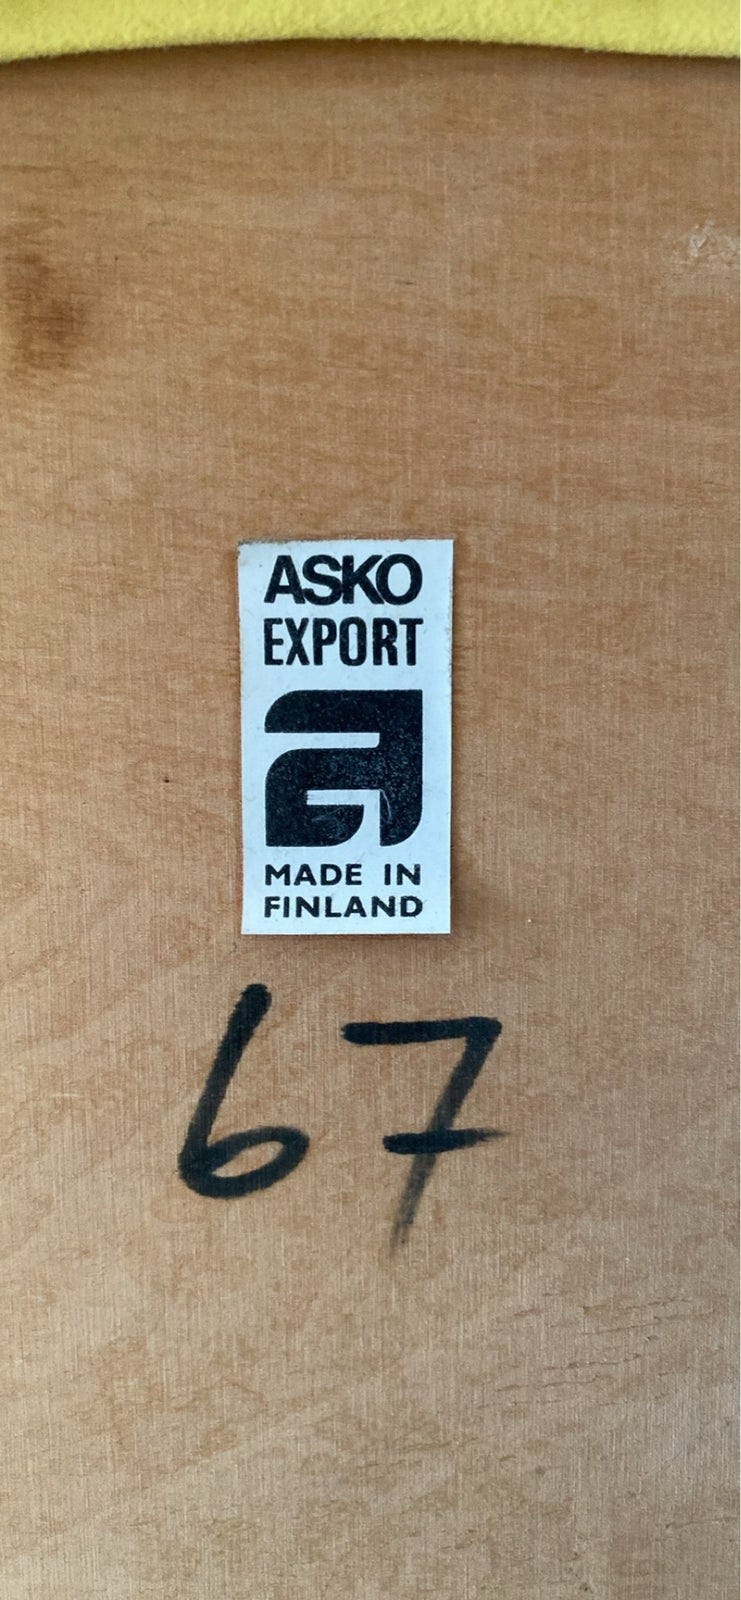 ASKO
EXPORT
MADE IN
FINLAND
67